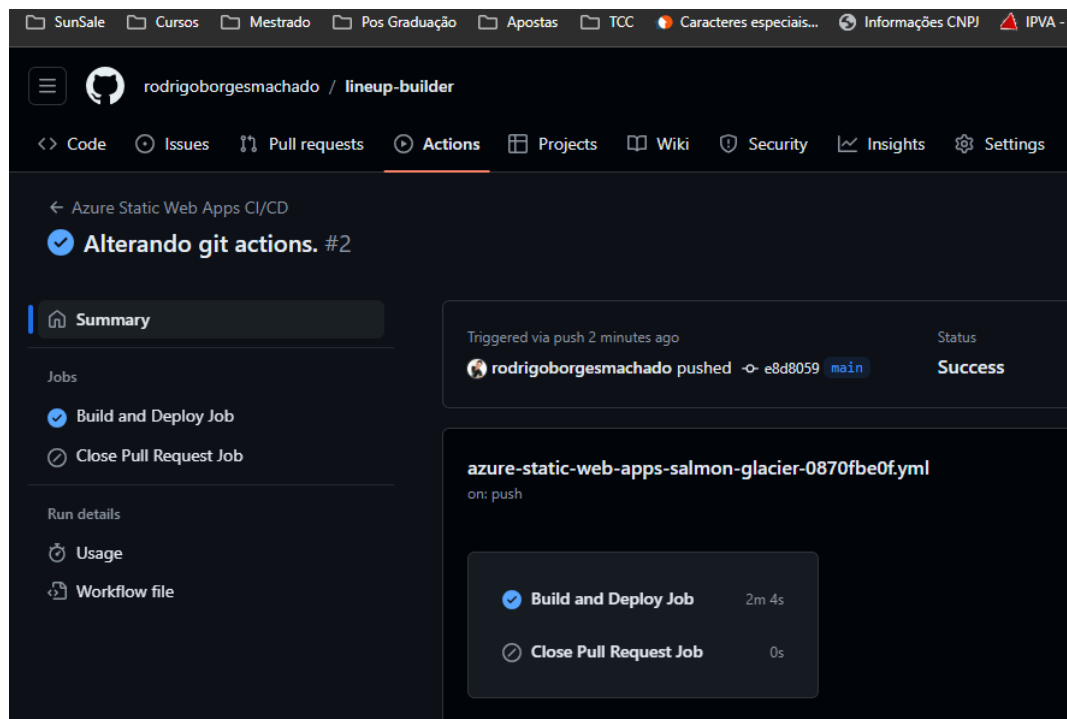 SunSale Cursos Mestrado Pos Graduação Apostas TCC Caracteres especiais... Informações CNPJ IPVA -
rodrigoborgesmachado / lineup-builder
Code Issues Pull requests Actions Projects Wiki Security Insights Settings
← Azure Static Web Apps CI/CD
Alterando git actions. #2
Summary
Jobs
Build and Deploy Job
Close Pull Request Job
Run details
Usage
Workflow file
Triggered via push 2 minutes ago
rodrigoborgesmachado pushed e8d8059 main
Status
Success
azure-static-web-apps-salmon-glacier-0870fbe0f.yml
on: push
Build and Deploy Job 2m 4s
Close Pull Request Job 0s